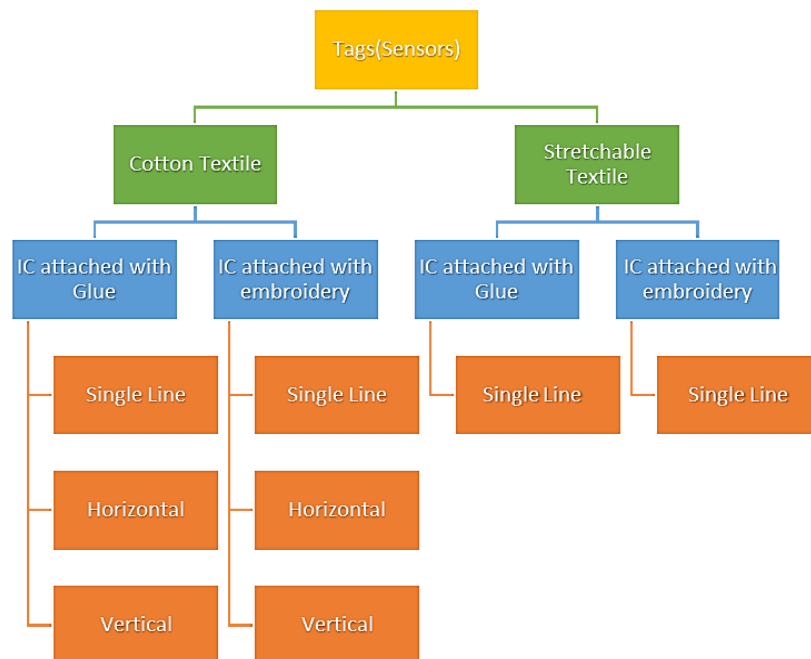 Tags(Sensors)
Cotton Textile
Stretchable
Textile
IC attached with
Glue
IC attached with
embroidery
IC attached with
Glue
IC attached with
embroidery
Single Line
Single Line
Single Line
Single Line
Horizontal
Horizontal
Vertical
Vertical